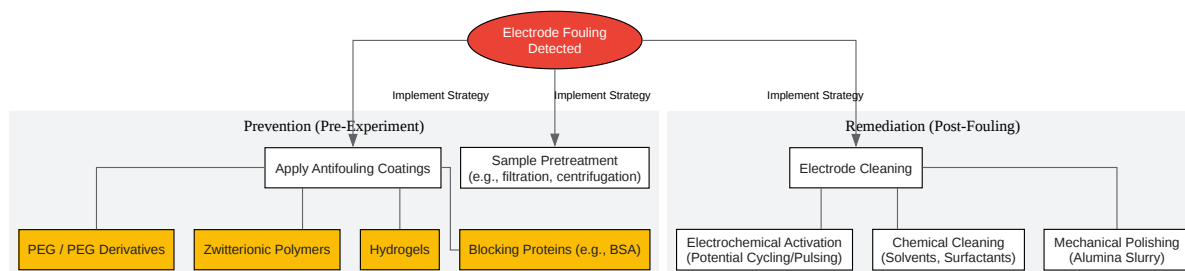 Electrode Fouling
Detected
Implement Strategy
Implement Strategy
Implement Strategy
Prevention (Pre-Experiment)
Remediation (Post-Fouling)
Apply Antifouling Coatings
Sample Pretreatment
(e.g., filtration, centrifugation)
Electrode Cleaning
PEG / PEG Derivatives
Zwitterionic Polymers
Hydrogels
Blocking Proteins (e.g., BSA)
Electrochemical Activation
(Potential Cycling/Pulsing)
Chemical Cleaning
(Solvents, Surfactants)
Mechanical Polishing
(Alumina Slurry)